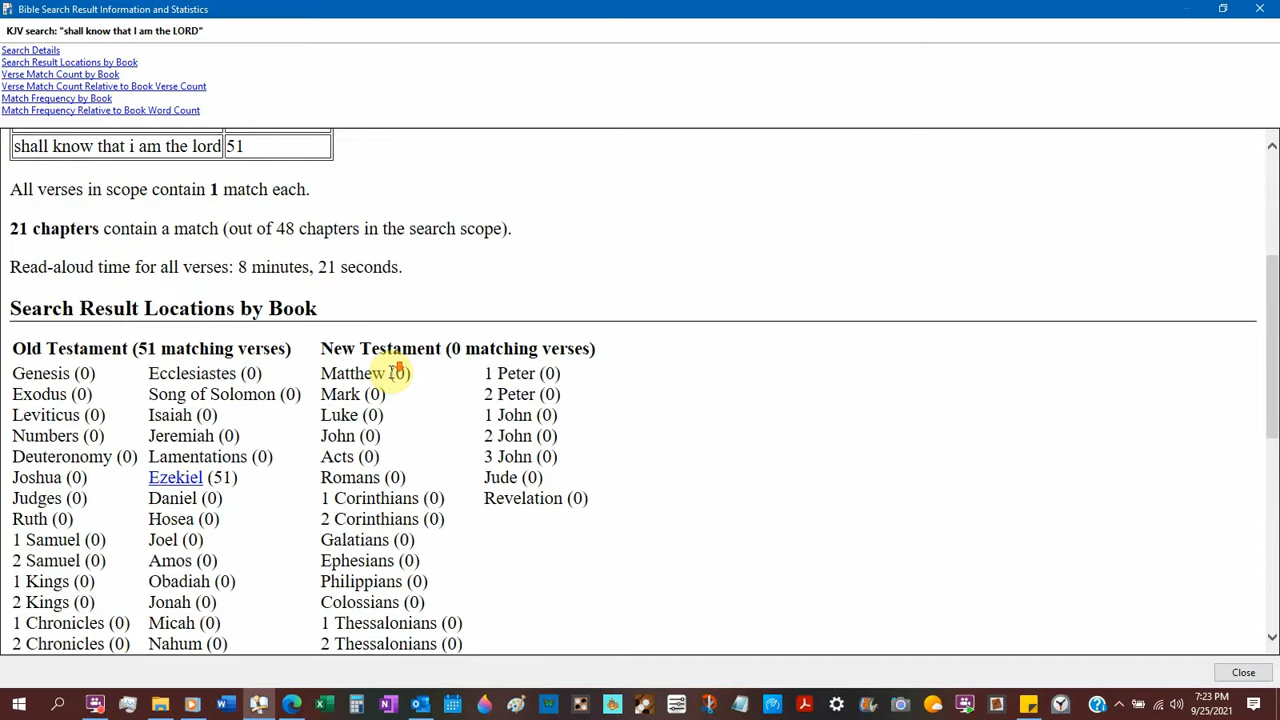 Bible Search Result Information and Statistics
KJV search: "shall know that I am the LORD"
Search Details
Search Result Locations by Book
Verse Match Count by Book
Verse Match Count Relative to Book Verse Count
Match Frequency by Book
Match Frequency Relative to Book Word Count
shall know that i am the lord 51
All verses in scope contain 1 match each.
21 chapters contain a match (out of 48 chapters in the search scope).
Read-aloud time for all verses: 8 minutes, 21 seconds.
Search Result Locations by Book
Old Testament (51 matching verses) New Testament (0 matching verses)
Genesis (0) Ecclesiastes (0) Matthew (0) 1 Peter (0)
Exodus (0) Song of Solomon (0) Mark (0) 2 Peter (0)
Leviticus (0) Isaiah (0) Luke (0) 1 John (0)
Numbers (0) Jeremiah (0) John (0) 2 John (0)
Deuteronomy (0) Lamentations (0) Acts (0) 3 John (0)
Joshua (0) Ezekiel (51) Romans (0) Jude (0)
Judges (0) Daniel (0) 1 Corinthians (0) Revelation (0)
Ruth (0) Hosea (0) 2 Corinthians (0)
1 Samuel (0) Joel (0) Galatians (0)
2 Samuel (0) Amos (0) Ephesians (0)
1 Kings (0) Obadiah (0) Philippians (0)
2 Kings (0) Jonah (0) Colossians (0)
1 Chronicles (0) Micah (0) 1 Thessalonians (0)
2 Chronicles (0) Nahum (0) 2 Thessalonians (0)
Close
7:23 PM
9/25/2021